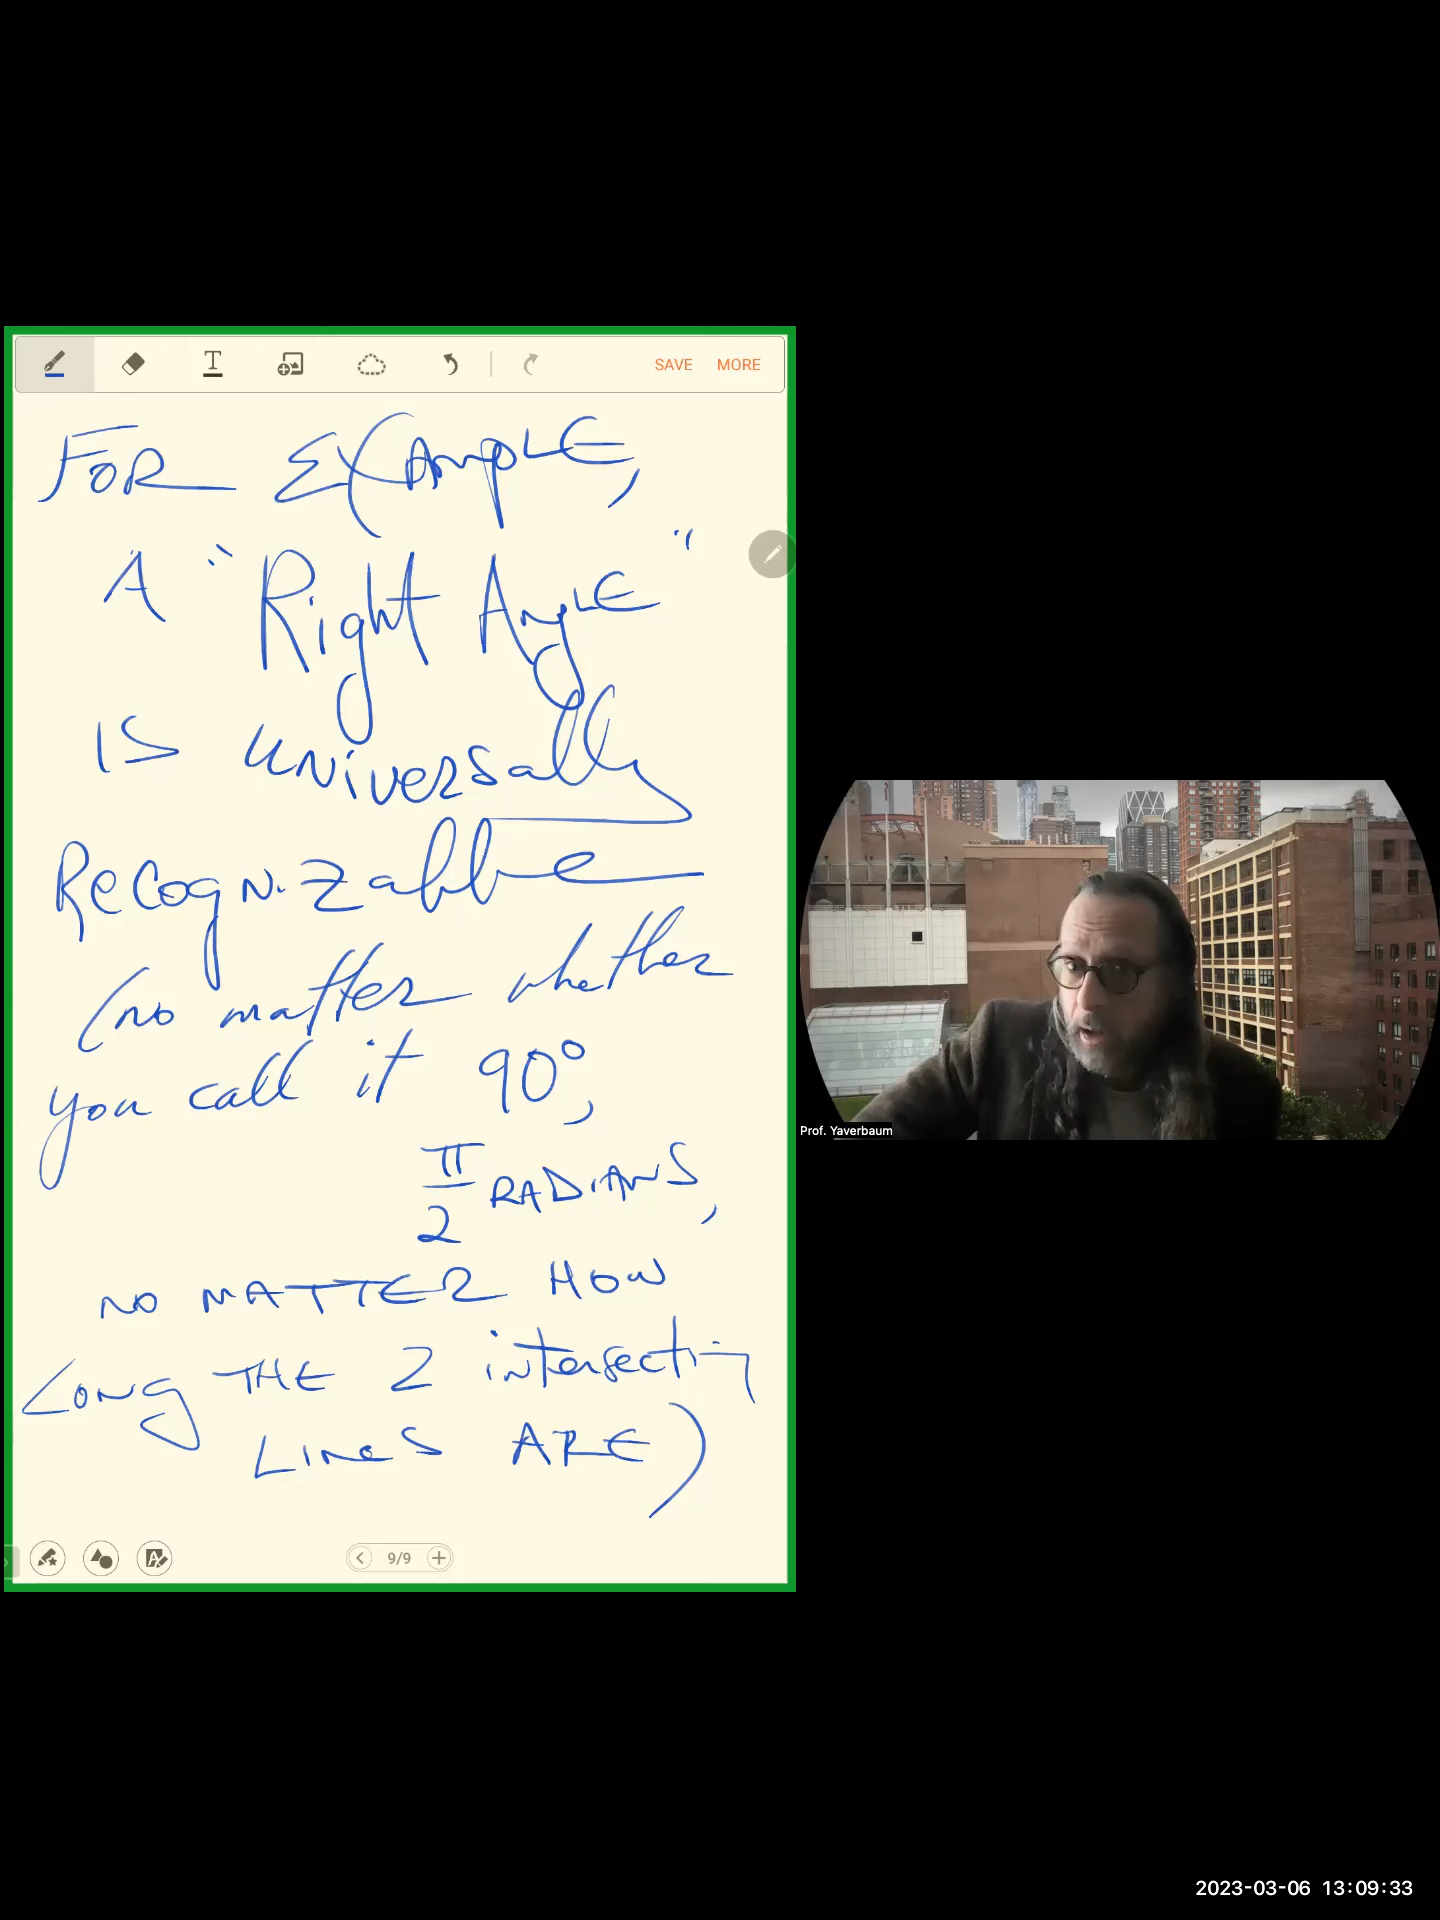 T
SAVE MORE
FOR EXAMPLE,
A "Right AngLE"
IS universally
Recognizable
(no matter whether
you call it 90°,
π/2 RADIANS,
NO MATTER HOW
LONG THE 2 intersecting
LINES ARE)
A
9/9
Prof. Yaverbaum
2023-03-06 13:09:33